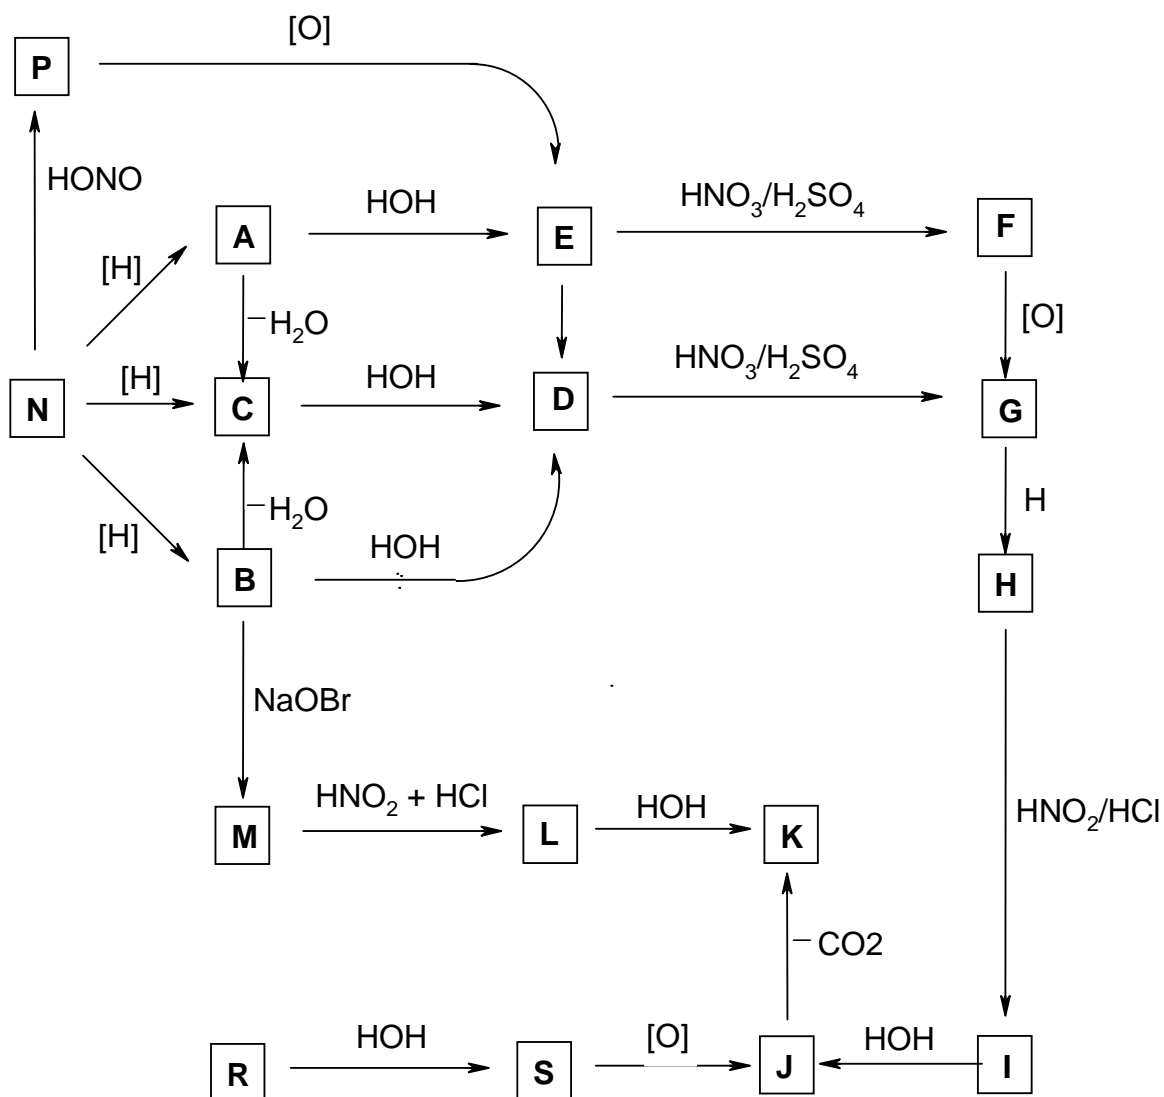 [O]
P
HONO
HOH
HNO₃/H₂SO₄
A
E
F
[H]
–H₂O
[O]
[H]
HOH
HNO₃/H₂SO₄
N
C
D
G
[H]
–H₂O
HOH
H
B
H
NaOBr
HNO₂ + HCl
HOH
HNO₂/HCl
M
L
K
– CO2
HOH
[O]
HOH
R
S
J
I